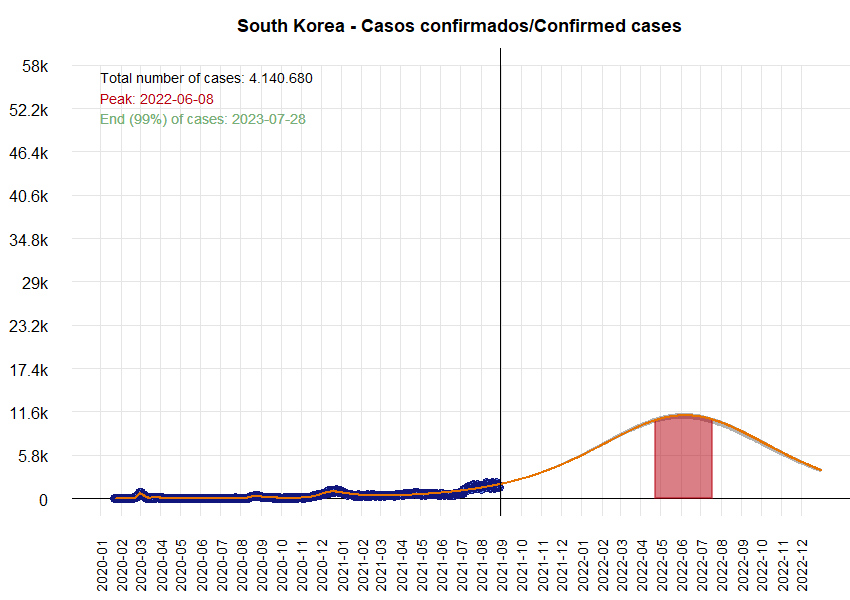 South Korea - Casos confirmados/Confirmed cases
Total number of cases: 4.140.680
Peak: 2022-06-08
End (99%) of cases: 2023-07-28
58k
52.2k
46.4k
40.6k
34.8k
29k
23.2k
17.4k
11.6k
5.8k
0
2020-01
2020-02
2020-03
2020-04
2020-05
2020-06
2020-07
2020-08
2020-09
2020-10
2020-11
2020-12
2021-01
2021-02
2021-03
2021-04
2021-05
2021-06
2021-07
2021-08
2021-09
2021-10
2021-11
2021-12
2022-01
2022-02
2022-03
2022-04
2022-05
2022-06
2022-07
2022-08
2022-09
2022-10
2022-11
2022-12